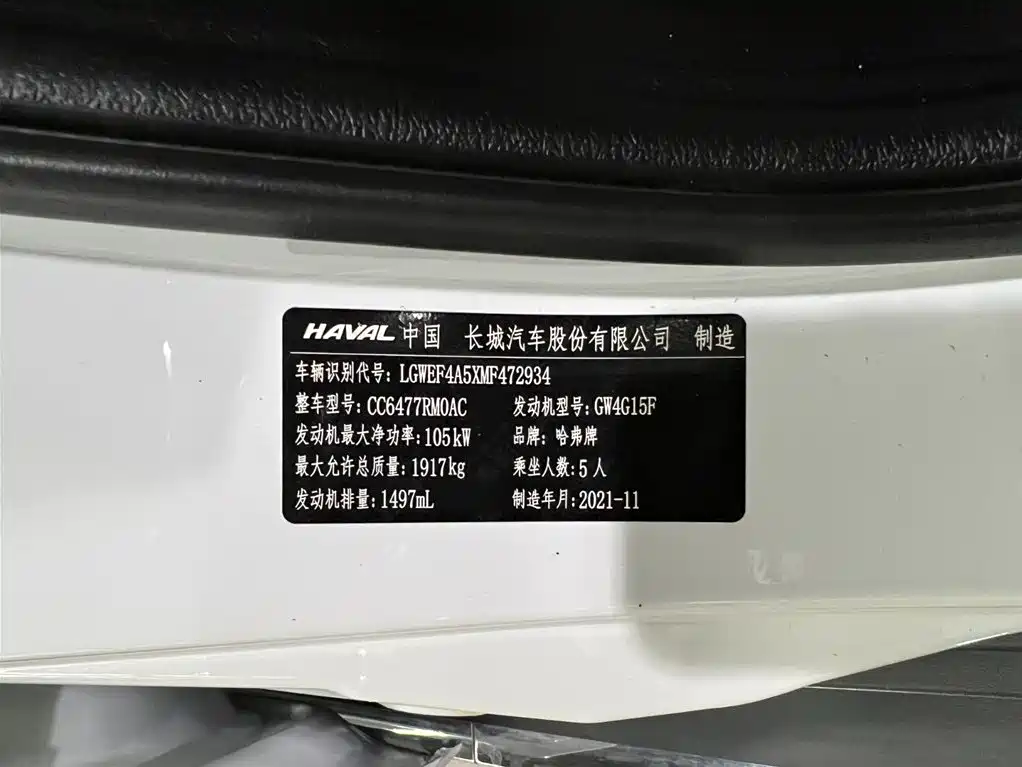 HAVAL 中国 长城汽车股份有限公司 制造
车辆识别代号: LGWEF4A5XMF472934
整车型号: CC6477RM0AC 发动机型号: GW4G15F
发动机最大净功率: 105kW 品牌: 哈弗牌
最大允许总质量: 1917kg 乘坐人数: 5人
发动机排量: 1497mL 制造年月: 2021-11